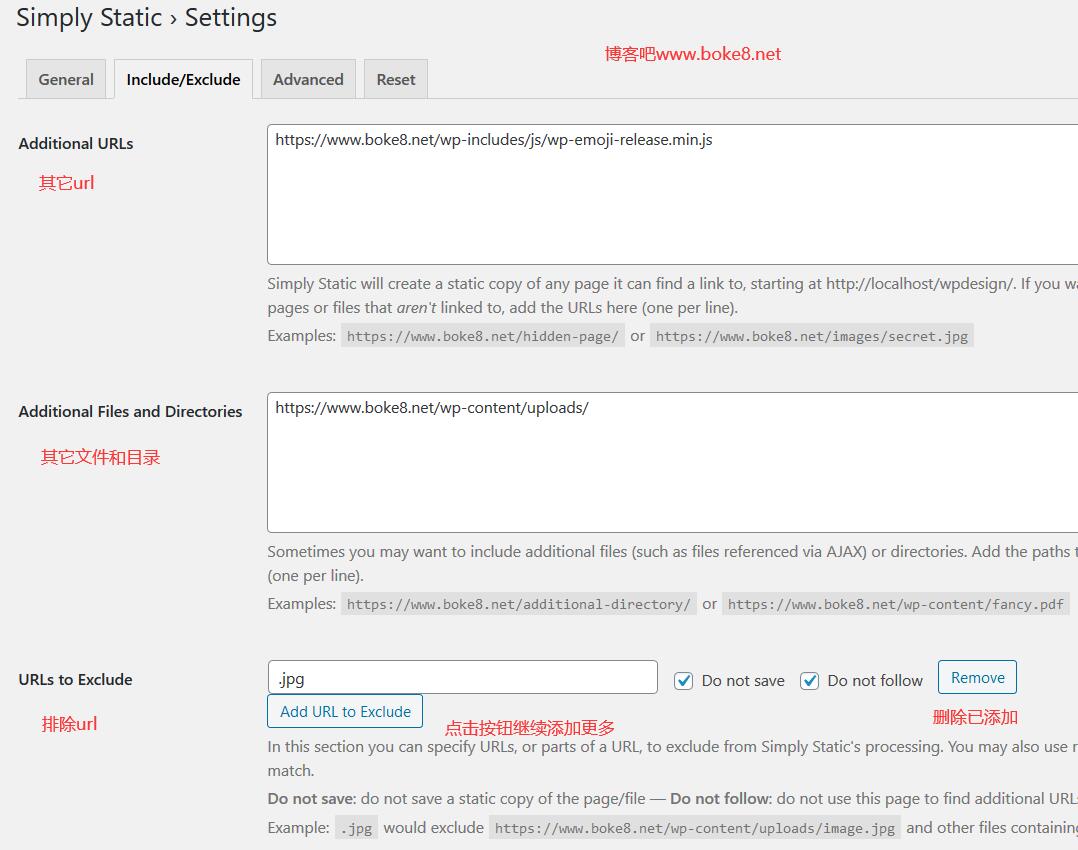 Simply Static › Settings
博客吧www.boke8.net
General Include/Exclude Advanced Reset
Additional URLs
其它url
https://www.boke8.net/wp-includes/js/wp-emoji-release.min.js
Simply Static will create a static copy of any page it can find a link to, starting at http://localhost/wpdesign/. If you wa
pages or files that aren't linked to, add the URLs here (one per line).
Examples: https://www.boke8.net/hidden-page/ or https://www.boke8.net/images/secret.jpg
Additional Files and Directories
其它文件和目录
https://www.boke8.net/wp-content/uploads/
Sometimes you may want to include additional files (such as files referenced via AJAX) or directories. Add the paths t
(one per line).
Examples: https://www.boke8.net/additional-directory/ or https://www.boke8.net/wp-content/fancy.pdf
URLs to Exclude
排除url
.jpg Do not save Do not follow Remove
Add URL to Exclude
点击按钮继续添加更多
删除已添加
In this section you can specify URLs, or parts of a URL, to exclude from Simply Static's processing. You may also use r
match.
Do not save: do not save a static copy of the page/file — Do not follow: do not use this page to find additional URL
Example: .jpg would exclude https://www.boke8.net/wp-content/uploads/image.jpg and other files containing